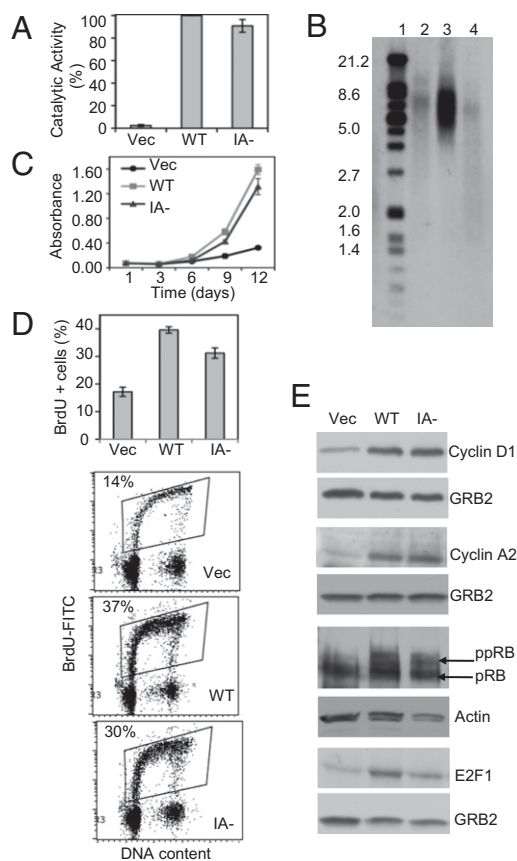 A
Catalytic Activity
(%)
100
80
60
40
20
0
Vec WT IA-
B
1 2 3 4
21.2
8.6
5.0
2.7
2.0
1.6
1.4
C
Absorbance
1.60
1.20
0.80
0.40
0.00
Vec
WT
IA-
1 3 6 9 12
Time (days)
D
BrdU + cells (%)
40
30
20
10
0
Vec WT IA-
14%
Vec
37%
WT
30%
IA-
BrdU-FITC
DNA content
E
Vec WT IA-
Cyclin D1
GRB2
Cyclin A2
GRB2
ppRB
pRB
Actin
E2F1
GRB2